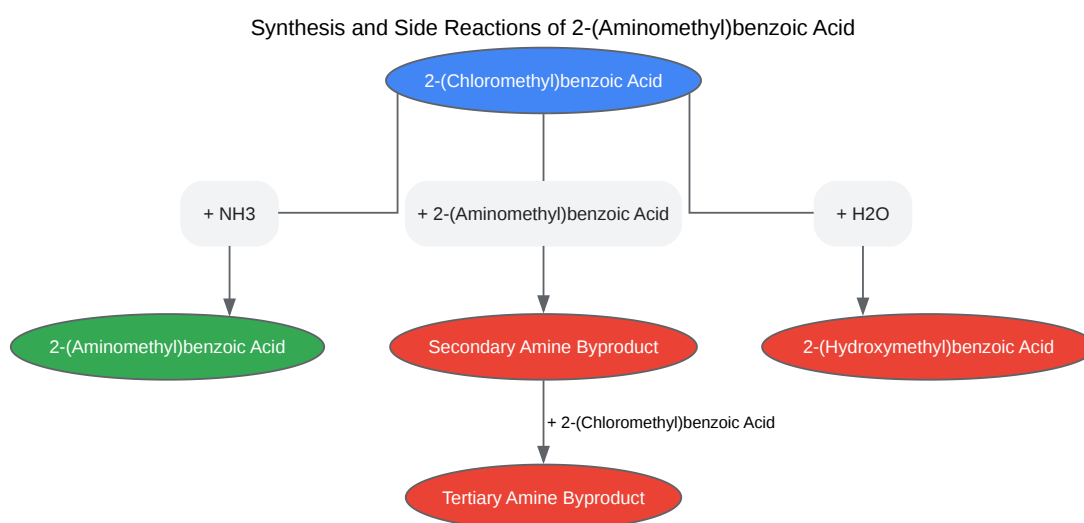 Synthesis and Side Reactions of 2-(Aminomethyl)benzoic Acid
2-(Chloromethyl)benzoic Acid
+ NH3
+ 2-(Aminomethyl)benzoic Acid
+ H2O
2-(Aminomethyl)benzoic Acid
Secondary Amine Byproduct
2-(Hydroxymethyl)benzoic Acid
+ 2-(Chloromethyl)benzoic Acid
Tertiary Amine Byproduct